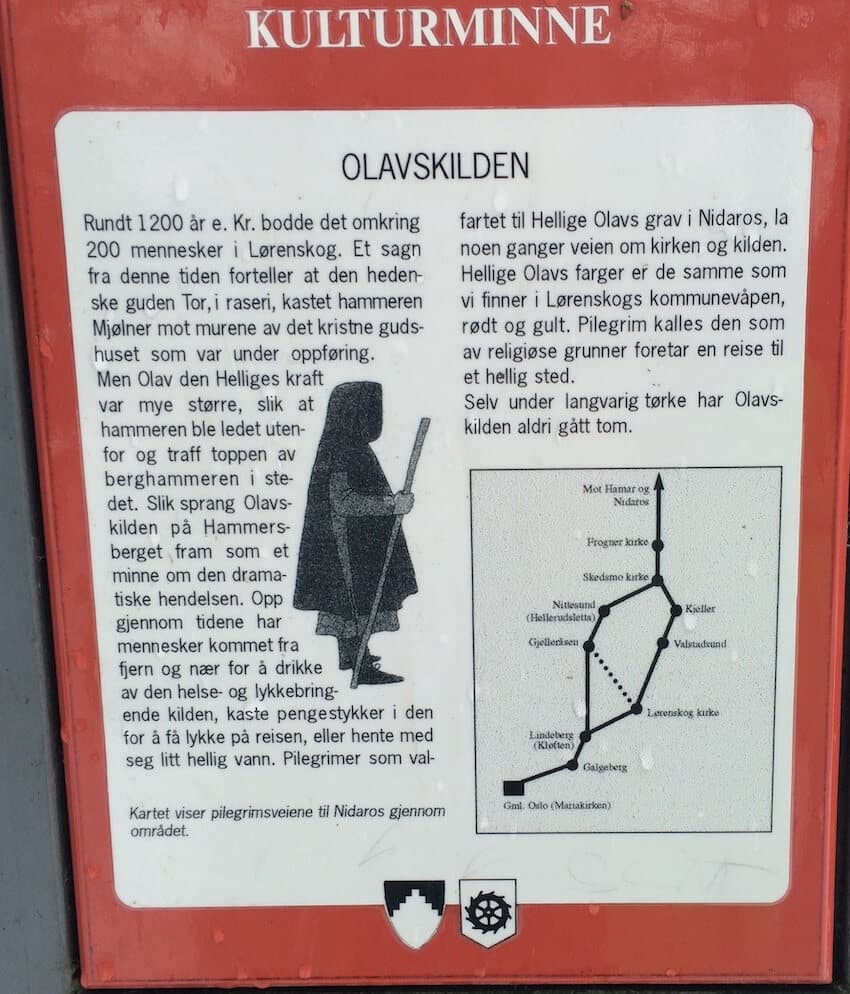 KULTURMINNE
OLAVSKILDEN
Rundt 1200 år e. Kr. bodde det omkring
200 mennesker i Lørenskog. Et sagn
fra denne tiden forteller at den heden-
ske guden Tor, i raseri, kastet hammeren
Mjølner mot murene av det kristne guds-
huset som var under oppføring.
Men Olav den Helliges kraft
var mye større, slik at
hammeren ble ledet uten-
for og traff toppen av
berghammeren i ste-
det. Slik sprang Olavs-
kilden på Hammers-
berget fram som et
minne om den drama-
tiske hendelsen. Opp
gjennom tidene har
mennesker kommet fra
fjern og nær for å drikke
av den helse- og lykkebring-
ende kilden, kaste pengestykker i den
for å få lykke på reisen, eller hente med
seg litt hellig vann. Pilegrimer som val-
Kartet viser pilegrimsveiene til Nidaros gjennom
området.
fartet til Hellige Olavs grav i Nidaros, la
noen ganger veien om kirken og kilden.
Hellige Olavs farger er de samme som
vi finner i Lørenskogs kommunevåpen,
rødt og gult. Pilegrim kalles den som
av religiøse grunner foretar en reise til
et hellig sted.
Selv under langvarig tørke har Olavs-
kilden aldri gått tom.
Mot Hamar og
Nidaros
Frogner kirke
Skedsmo kirke
Nittesund
(Hellerudsletta)
Kjeller
Gjelleråsen
Valstadsund
Lørenskog kirke
Lindeberg
(Kløften)
Galgeberg
Gml. Oslo (Mariakirken)